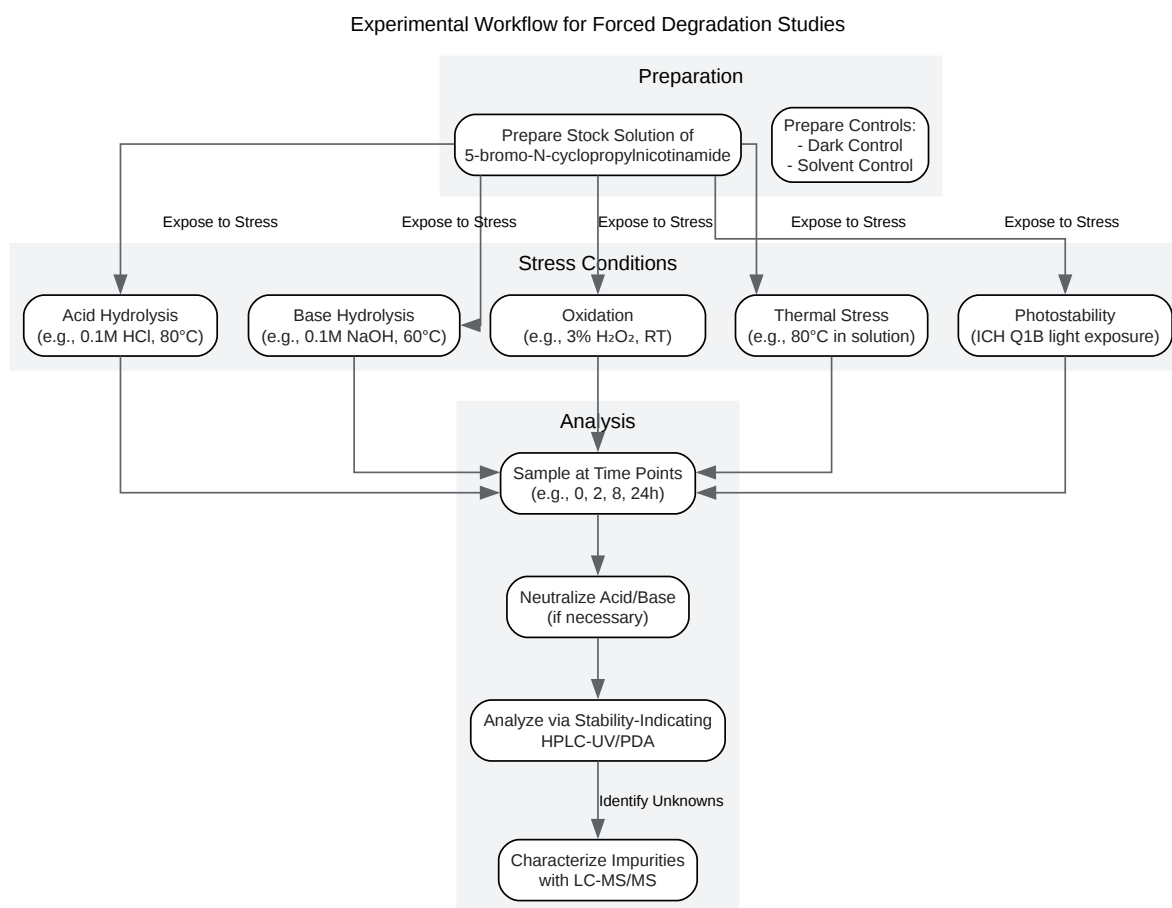 Experimental Workflow for Forced Degradation Studies
Preparation
Prepare Stock Solution of
5-bromo-N-cyclopropylnicotinamide
Prepare Controls:
- Dark Control
- Solvent Control
Expose to Stress
Expose to Stress
Expose to Stress
Expose to Stress
Expose to Stress
Stress Conditions
Acid Hydrolysis
(e.g., 0.1M HCl, 80°C)
Base Hydrolysis
(e.g., 0.1M NaOH, 60°C)
Oxidation
(e.g., 3% H₂O₂, RT)
Thermal Stress
(e.g., 80°C in solution)
Photostability
(ICH Q1B light exposure)
Analysis
Sample at Time Points
(e.g., 0, 2, 8, 24h)
Neutralize Acid/Base
(if necessary)
Analyze via Stability-Indicating
HPLC-UV/PDA
Identify Unknowns
Characterize Impurities
with LC-MS/MS